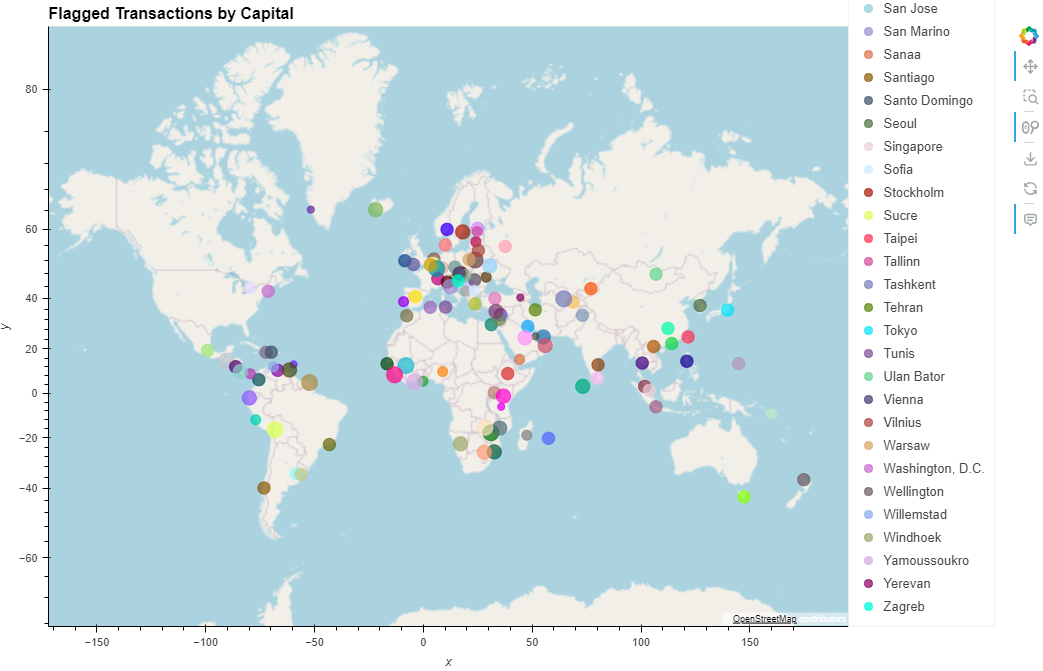 Flagged Transactions by Capital
80
60
40
20
0
−20
−40
−60
y
−150
−100
−50
0
50
100
150
x
OpenStreetMap contributors
San Jose
San Marino
Sanaa
Santiago
Santo Domingo
Seoul
Singapore
Sofia
Stockholm
Sucre
Taipei
Tallinn
Tashkent
Tehran
Tokyo
Tunis
Ulan Bator
Vienna
Vilnius
Warsaw
Washington, D.C.
Wellington
Willemstad
Windhoek
Yamoussoukro
Yerevan
Zagreb